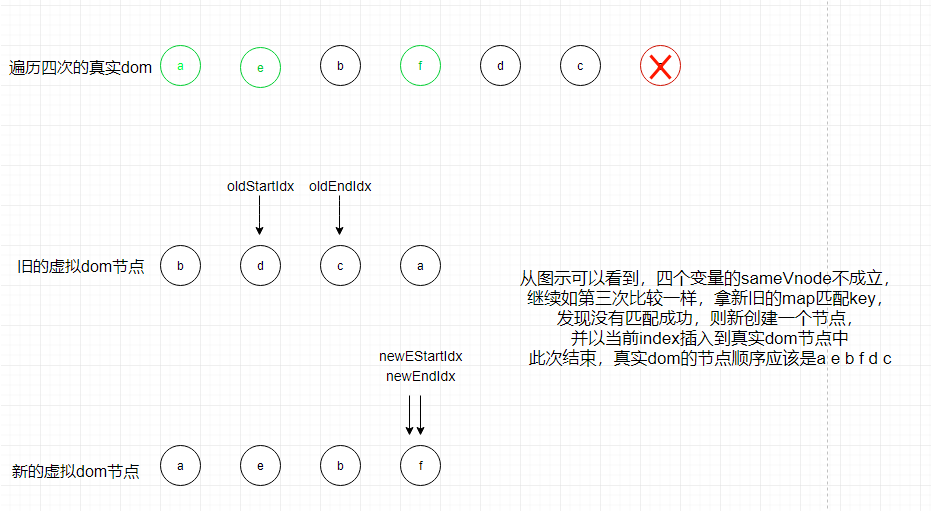 遍历四次的真实dom
a
e
b
f
d
c
oldStartIdx
oldEndIdx
旧的虚拟dom节点
b
d
c
a
从图示可以看到，四个变量的sameVnode不成立，
继续如第三次比较一样，拿新旧的map匹配key，
发现没有匹配成功，则新创建一个节点，
并以当前index插入到真实dom节点中
此次结束，真实dom的节点顺序应该是a e b f d c
newEStartIdx
newEndIdx
新的虚拟dom节点
a
e
b
f